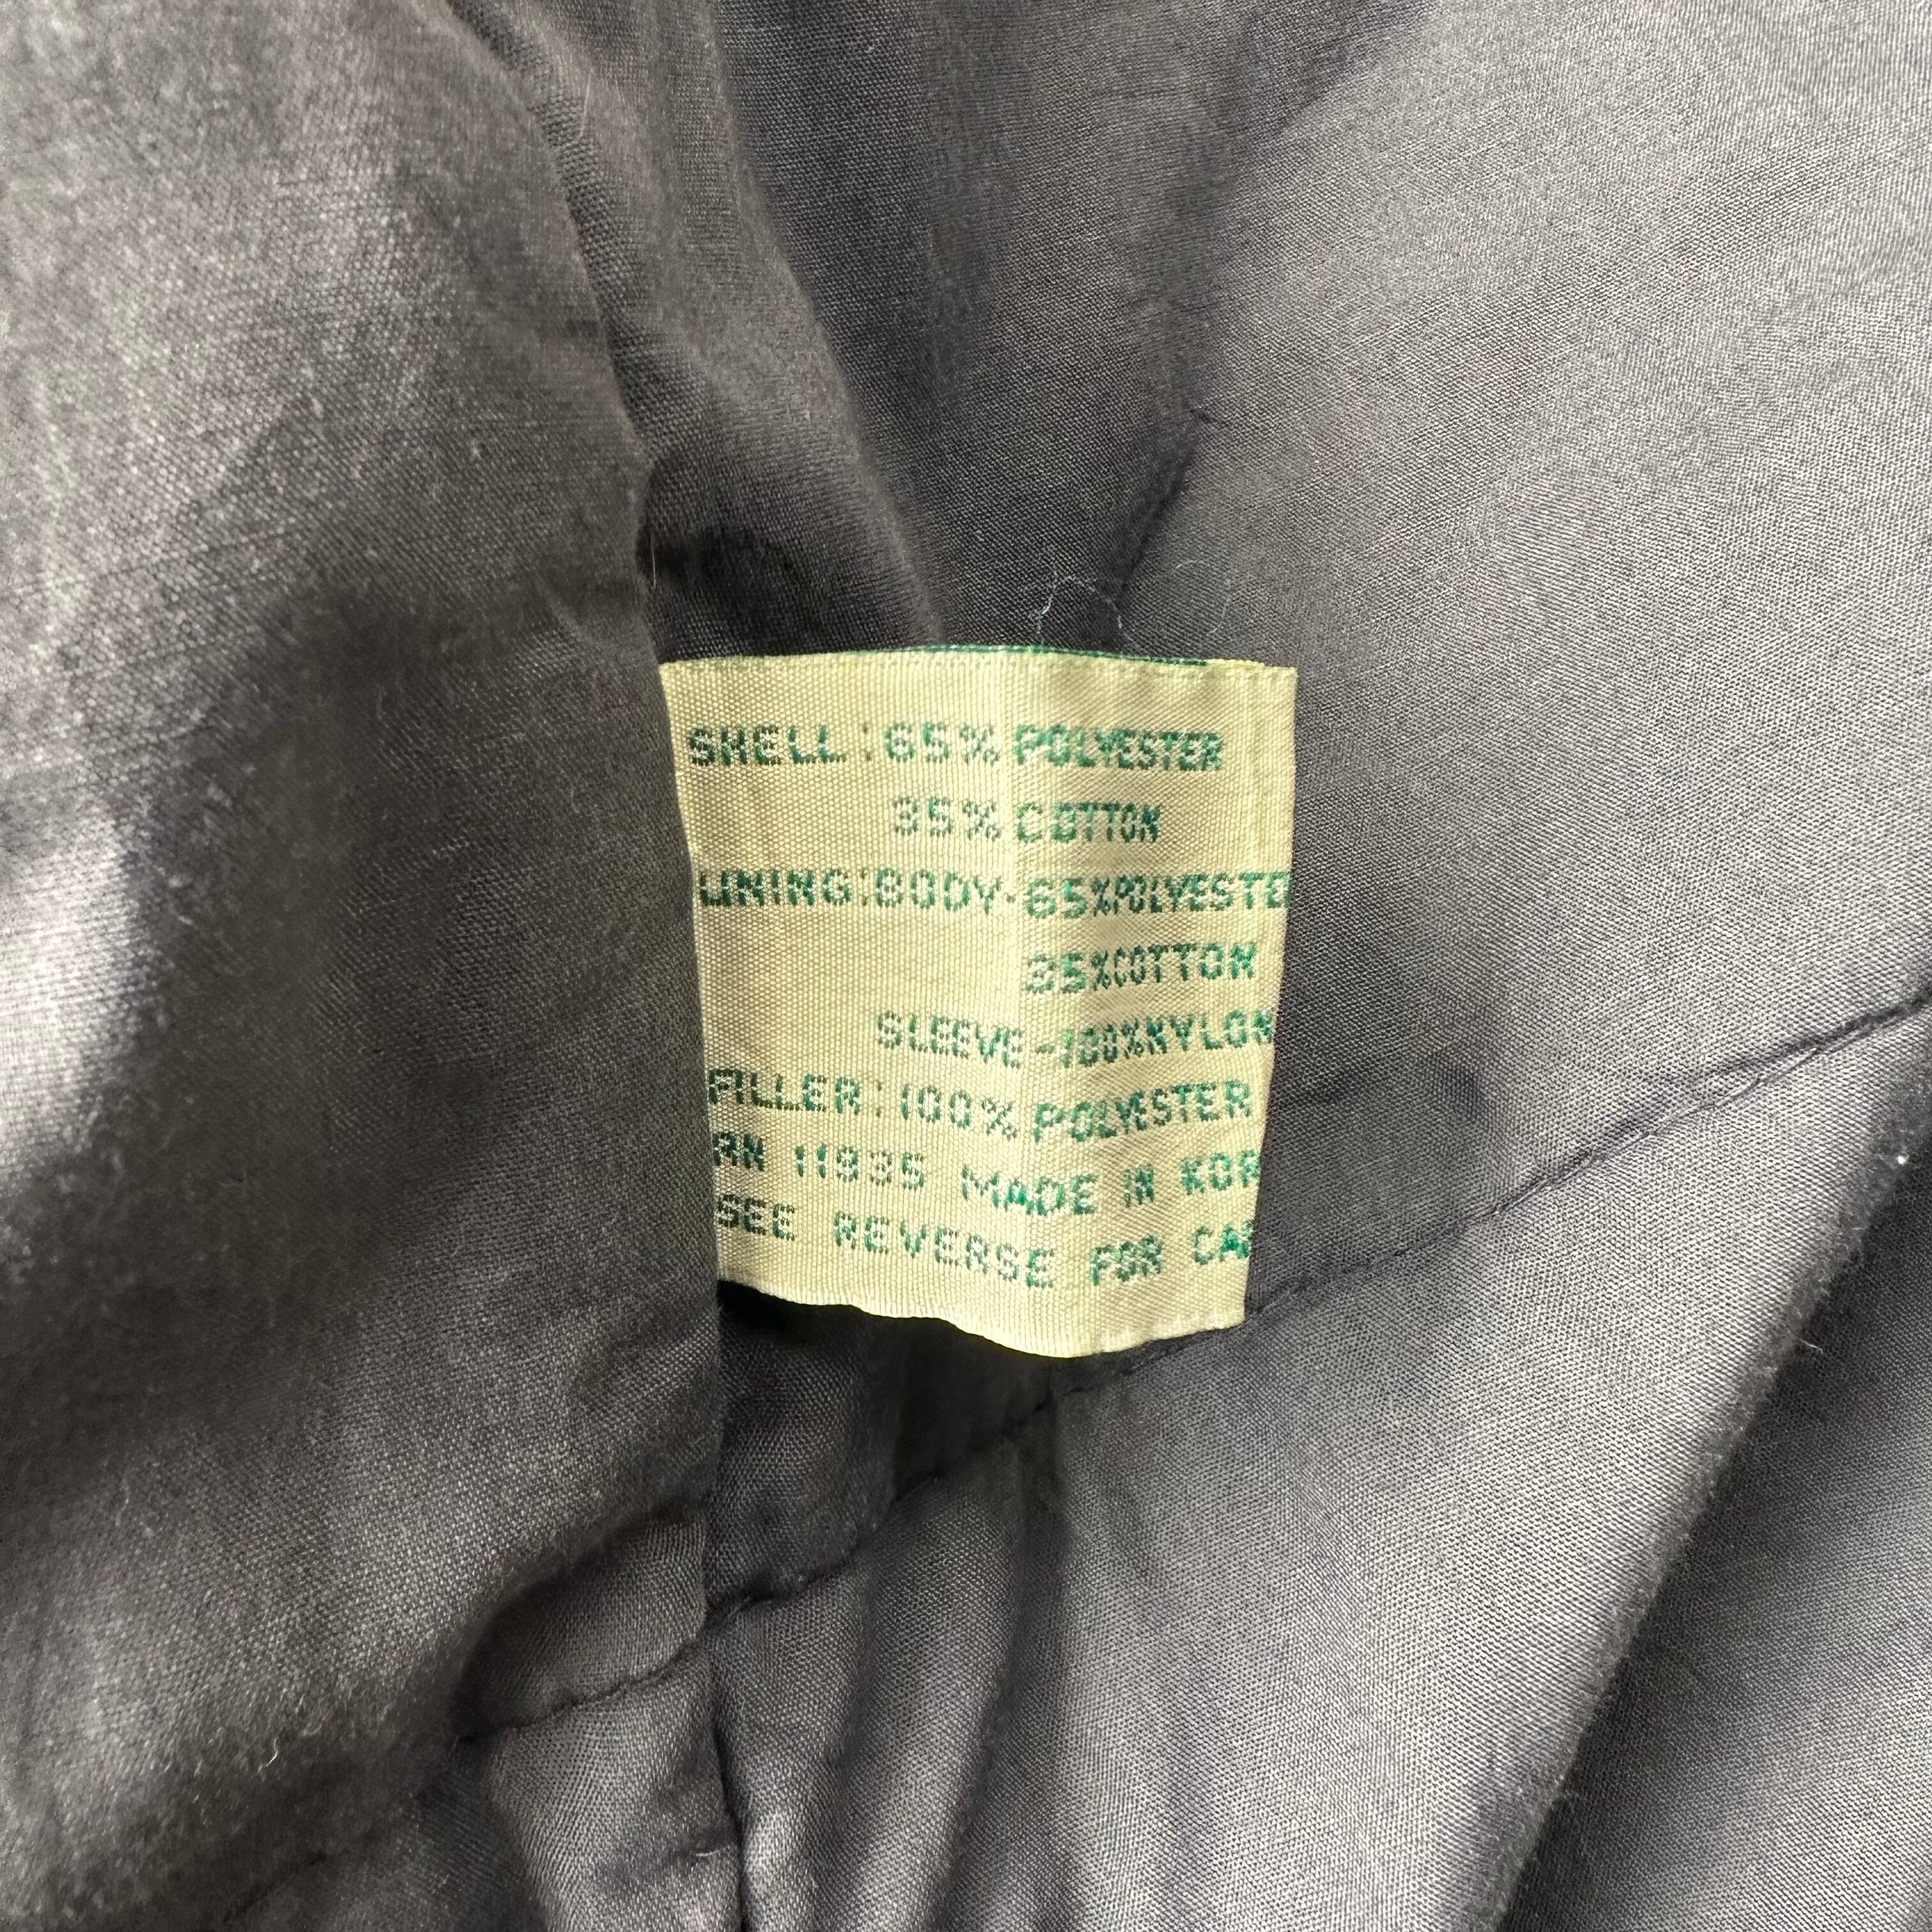 SHELL:65% POLYESTER
35% COTTON
LINING:BODY-65%POLYESTE
35%COTTON
SLEEVE-100%NYLON
FILLER:100% POLYESTER
RN 11935 MADE IN KOR
SEE REVERSE FOR CAR